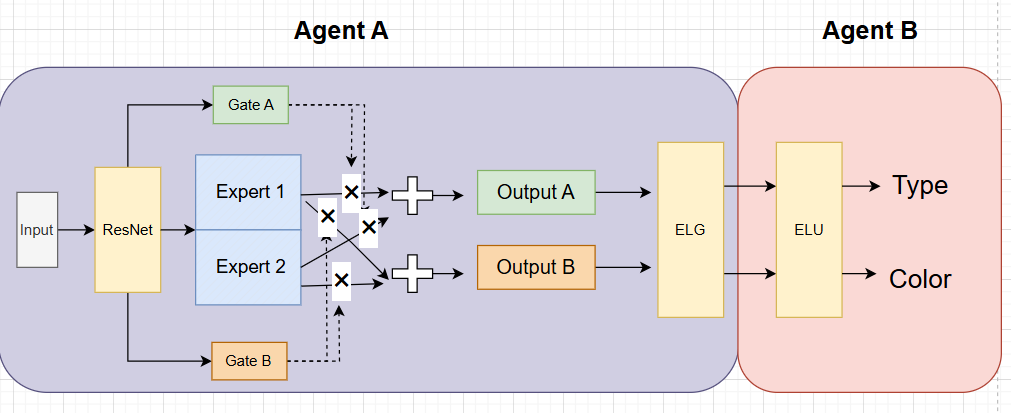 Agent A
Agent B
Gate A
Input
ResNet
Expert 1
Expert 2
Output A
Output B
ELG
ELU
Type
Color
Gate B